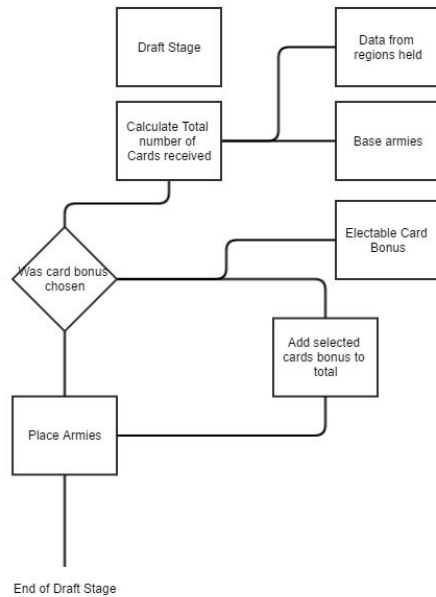 Draft Stage
Data from
regions held
Calculate Total
number of
Cards received
Base armies
Electable Card
Bonus
Was card bonus
chosen
Add selected
cards bonus to
total
Place Armies
End of Draft Stage